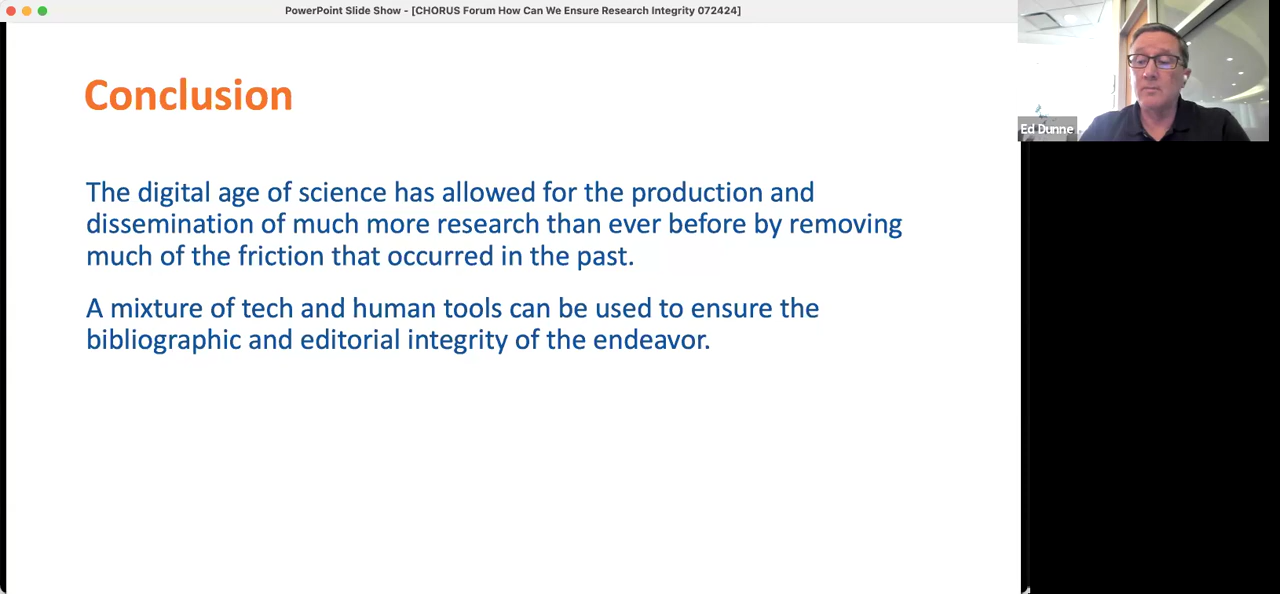 PowerPoint Slide Show - [CHORUS Forum How Can We Ensure Research Integrity 072424]
Ed Dunne
Conclusion
The digital age of science has allowed for the production and
dissemination of much more research than ever before by removing
much of the friction that occurred in the past.
A mixture of tech and human tools can be used to ensure the
bibliographic and editorial integrity of the endeavor.